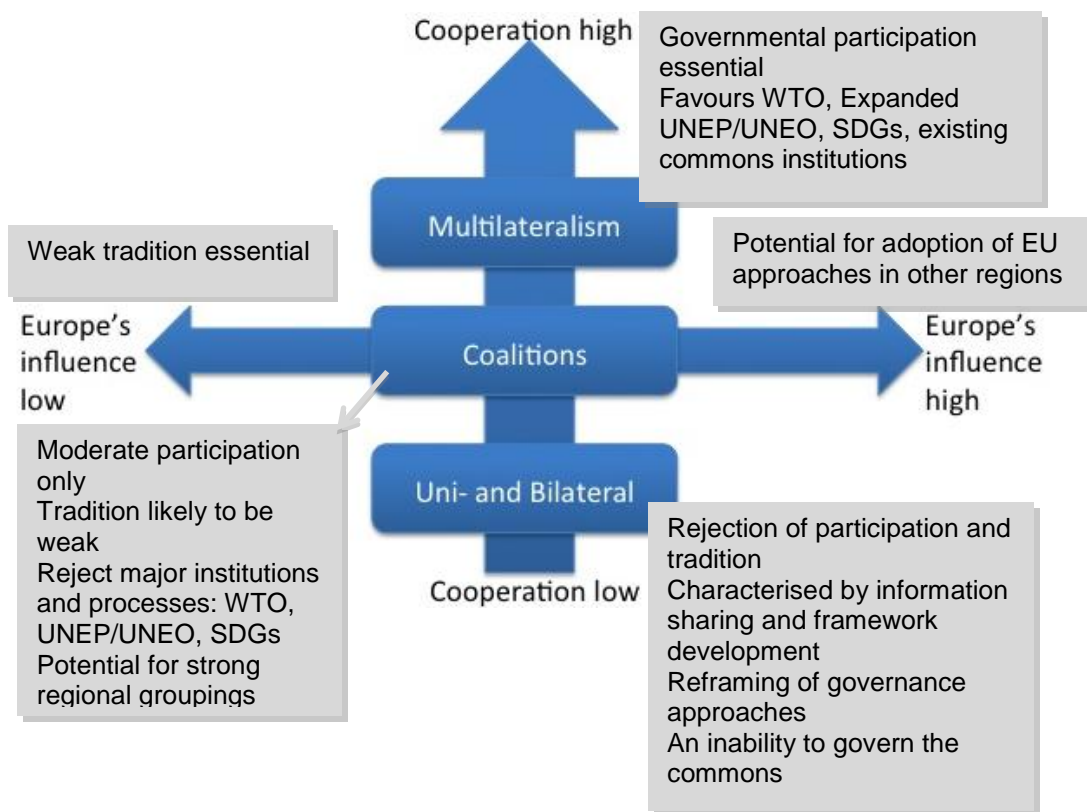 Cooperation high
Governmental participation
essential
Favours WTO, Expanded
UNEP/UNEO, SDGs, existing
commons institutions
Multilateralism
Weak tradition essential
Potential for adoption of EU
approaches in other regions
Europe's
influence
low
Coalitions
Europe's
influence
high
Moderate participation
only
Tradition likely to be
weak
Reject major institutions
and processes: WTO,
UNEP/UNEO, SDGs
Potential for strong
regional groupings
Uni- and Bilateral
Cooperation low
Rejection of participation and
tradition
Characterised by information
sharing and framework
development
Reframing of governance
approaches
An inability to govern the
commons